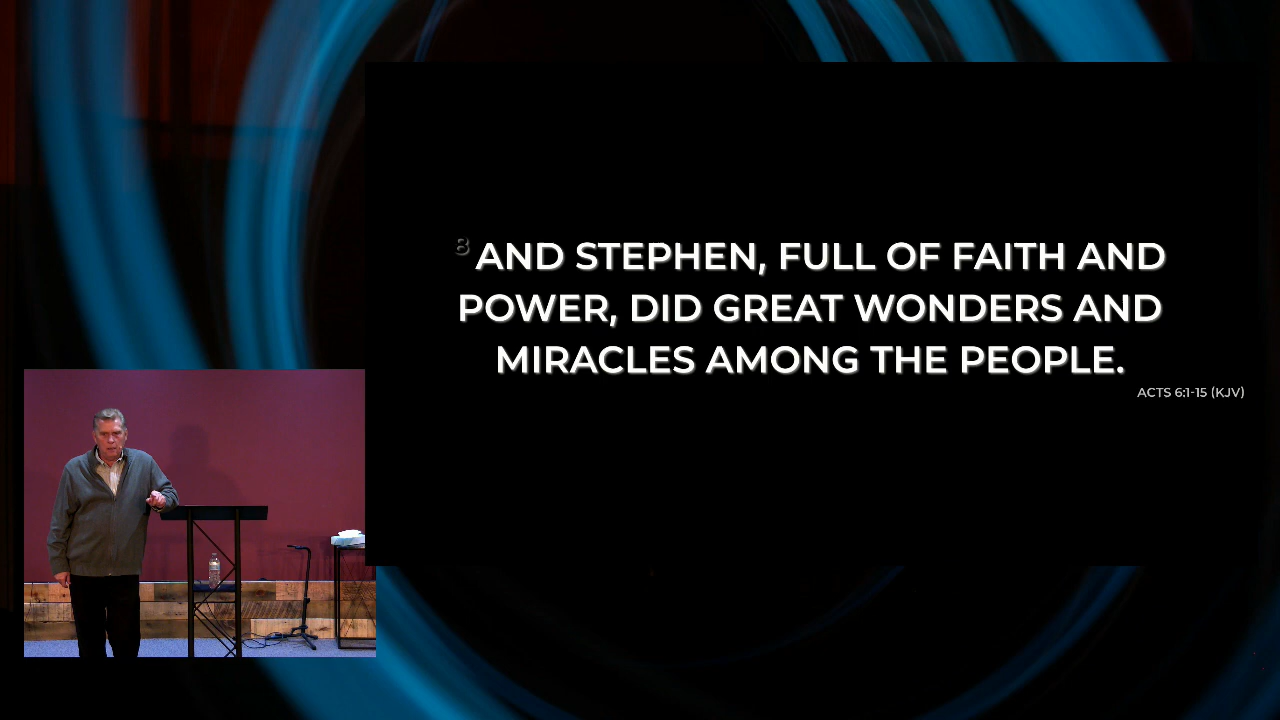 8 AND STEPHEN, FULL OF FAITH AND
POWER, DID GREAT WONDERS AND
MIRACLES AMONG THE PEOPLE.
ACTS 6:1-15 (KJV)